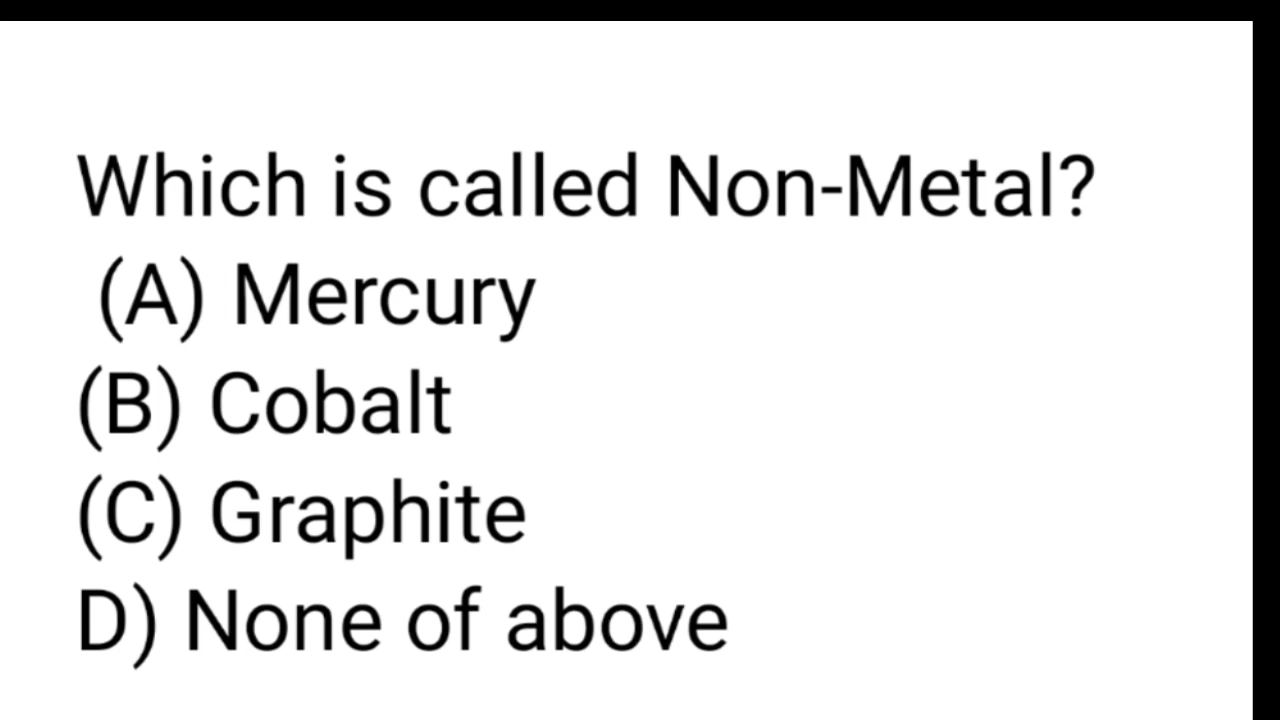 Which is called Non-Metal?
(A) Mercury
(B) Cobalt
(C) Graphite
D) None of above